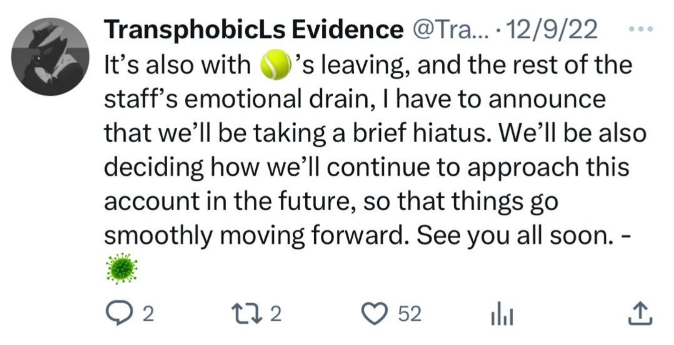 TransphobicLs Evidence @Tra... · 12/9/22
It's also with 🎾's leaving, and the rest of the
staff's emotional drain, I have to announce
that we'll be taking a brief hiatus. We'll be also
deciding how we'll continue to approach this
account in the future, so that things go
smoothly moving forward. See you all soon. -
🦠
2 2 52